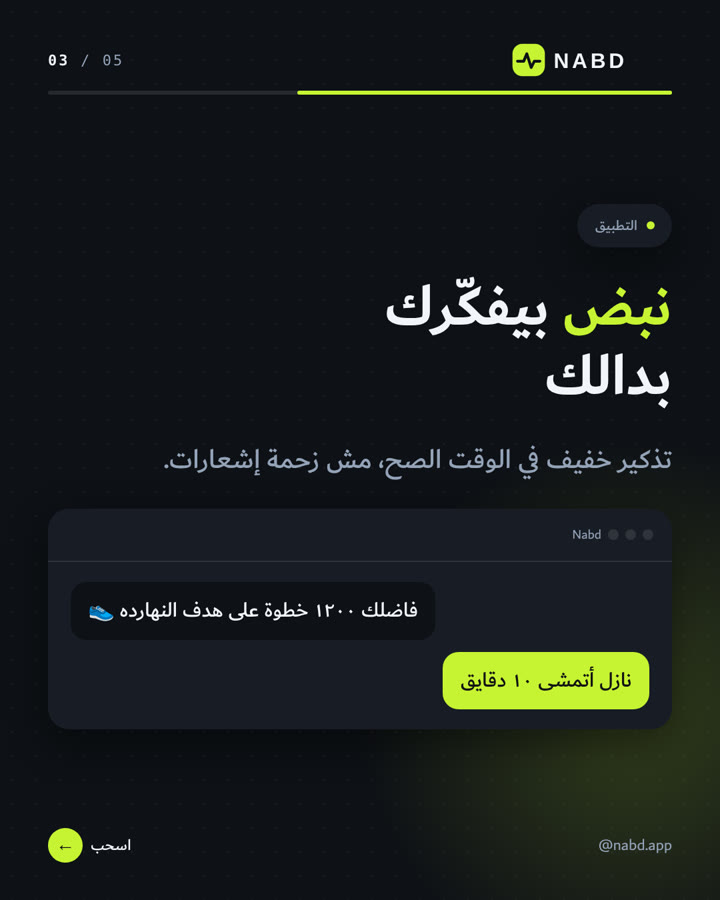 NABD
03 / 05
التطبيق
نبض بيفكّرك
بدالك
تذكير خفيف في الوقت الصح، مش زحمة إشعارات.
Nabd
فاضلك ١٢٠٠ خطوة على هدف النهارده 👟
نازل أتمشى ١٠ دقايق
@nabd.app
اسحب ←